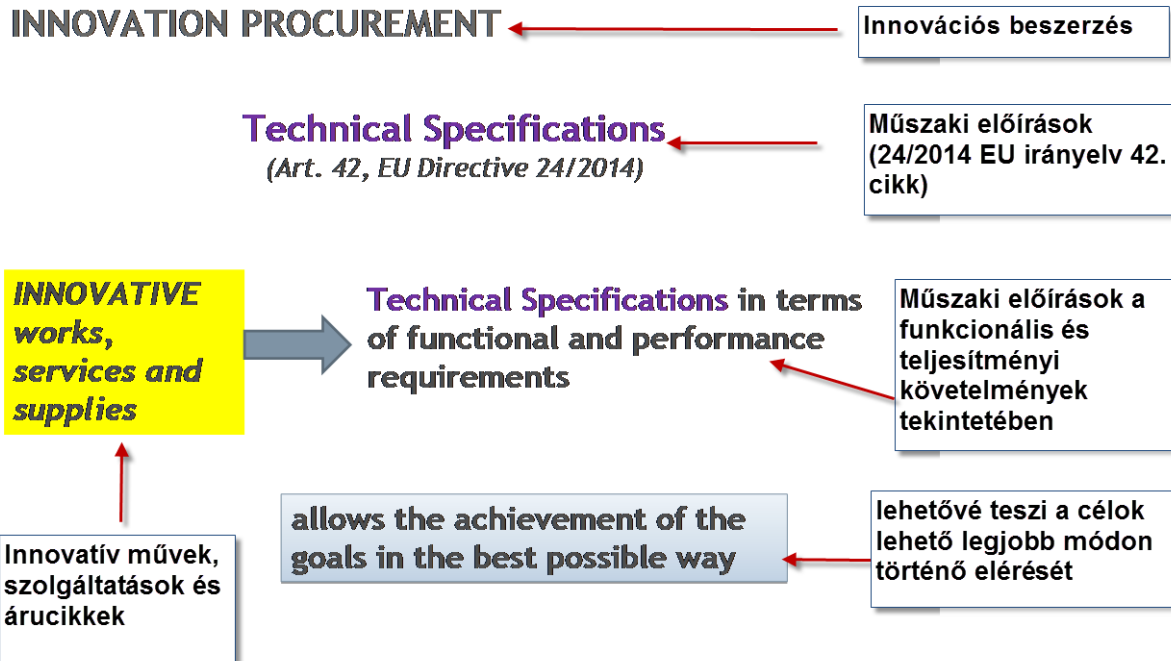 INNOVATION PROCUREMENT
Innovációs beszerzés
Technical Specifications
(Art. 42, EU Directive 24/2014)
Műszaki előírások
(24/2014 EU irányelv 42.
cikk)
INNOVATIVE
works,
services and
supplies
Technical Specifications in terms
of functional and performance
requirements
Műszaki előírások a
funkcionális és
teljesítményi
követelmények
tekintetében
allows the achievement of the
goals in the best possible way
lehetővé teszi a célok
lehető legjobb módon
történő elérését
Innovatív művek,
szolgáltatások és
árucikkek